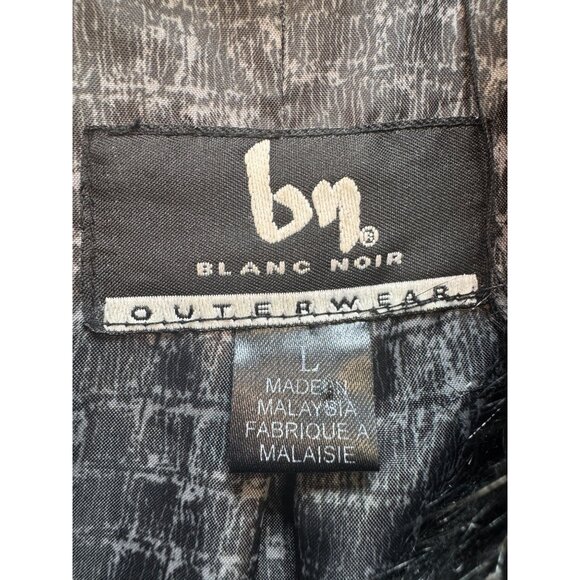 bn®
BLANC NOIR
OUTERWEAR
L
MADE IN
MALAYSIA
FABRIQUE A
MALAISIE